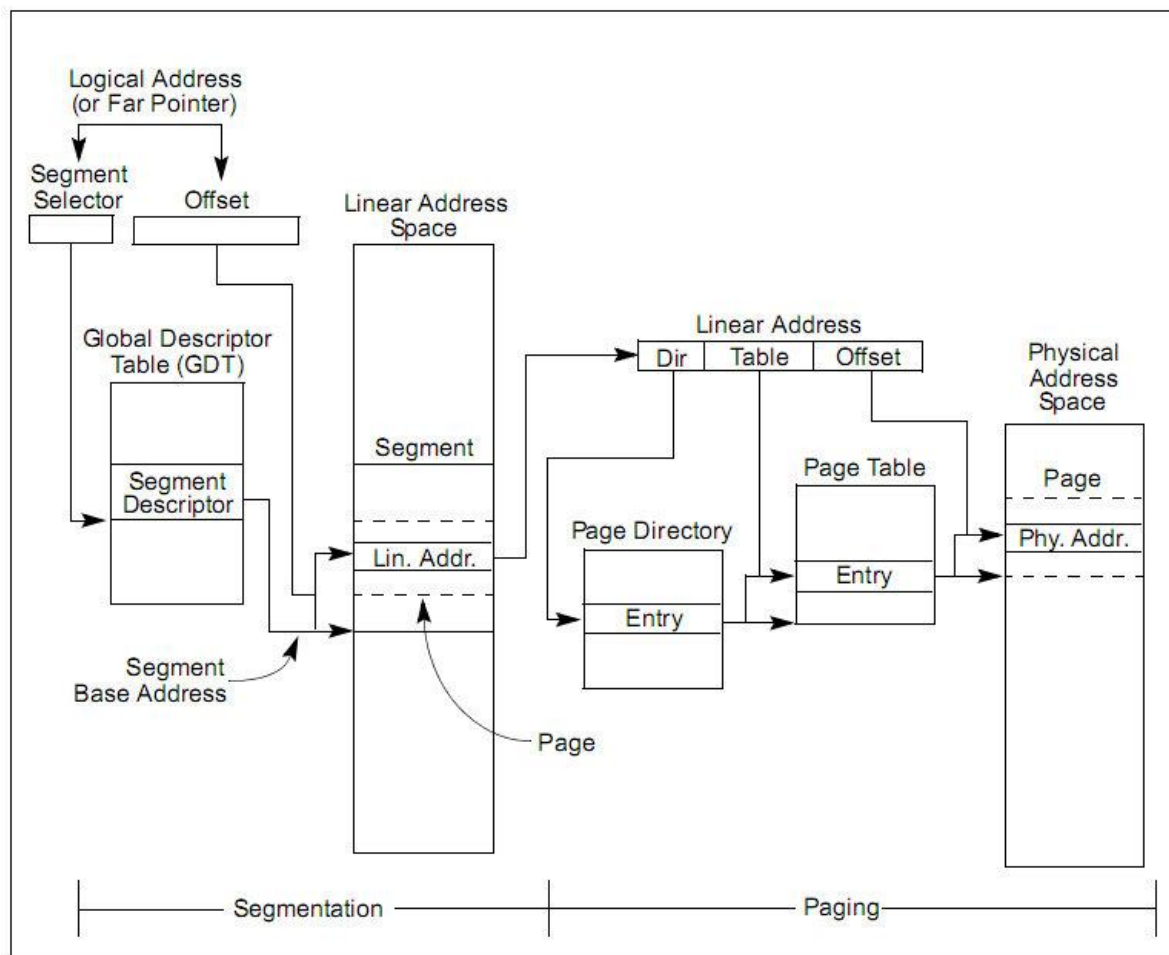 Logical Address
(or Far Pointer)
Segment
Selector
Offset
Linear Address
Space
Global Descriptor
Table (GDT)
Segment
Descriptor
Segment
Lin. Addr.
Segment
Base Address
Page
Linear Address
Dir
Table
Offset
Page Directory
Entry
Page Table
Entry
Physical
Address
Space
Page
Phy. Addr.
Segmentation
Paging